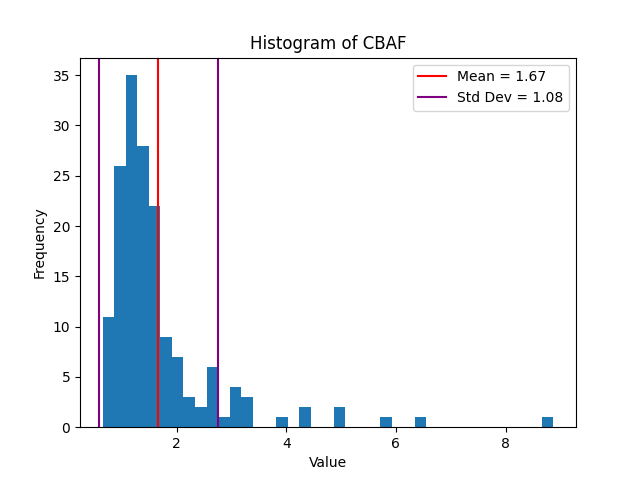 Histogram of CBAF
Mean = 1.67
Std Dev = 1.08
Frequency
35
30
25
20
15
10
5
0
2
4
6
8
Value